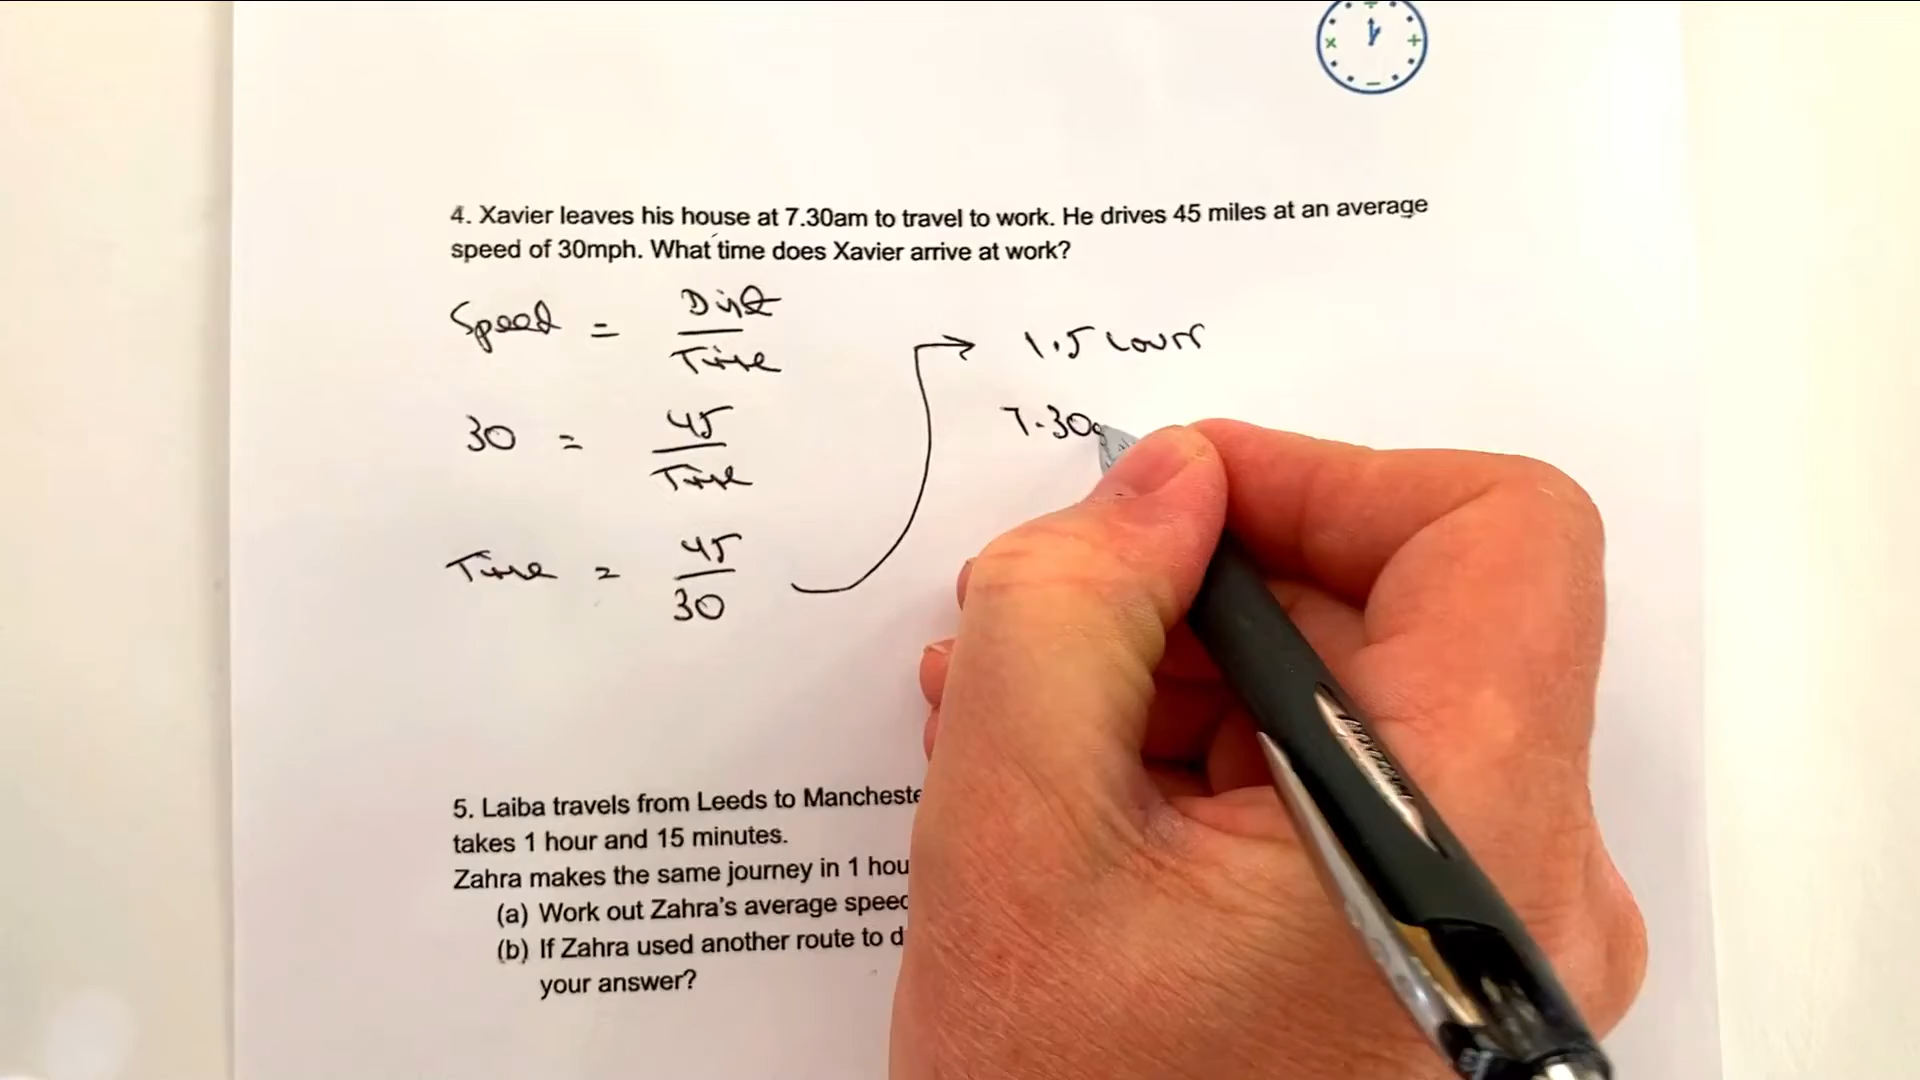 4. Xavier leaves his house at 7.30am to travel to work. He drives 45 miles at an average
speed of 30mph. What time does Xavier arrive at work?
Speed = Dist
Time
1.5 hours
30 = 45
Time
7.30a
Time = 45
30
5. Laiba travels from Leeds to Mancheste
takes 1 hour and 15 minutes.
Zahra makes the same journey in 1 hou
(a) Work out Zahra's average speed
(b) If Zahra used another route to d
your answer?